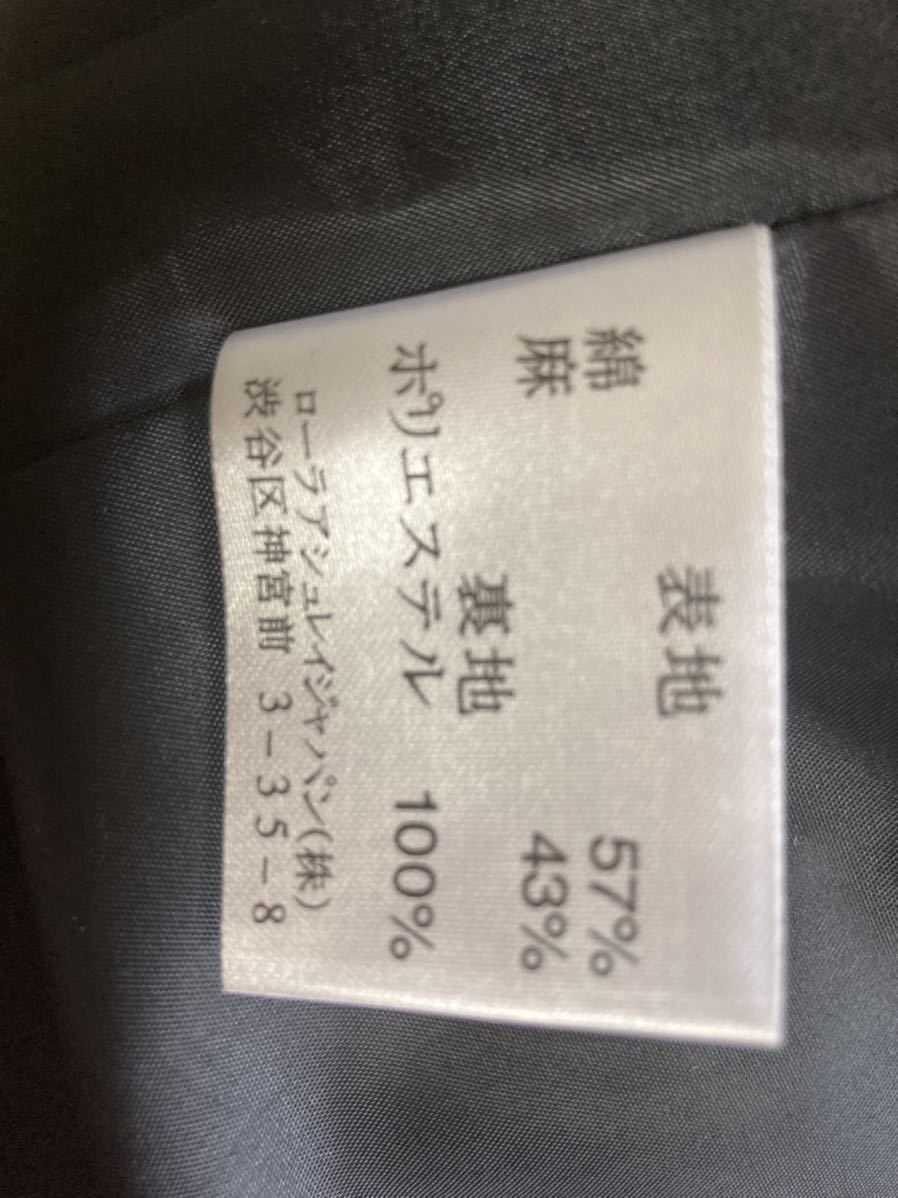 表地
綿 57%
麻 43%
裏地
ポリエステル 100%
ローラアシュレイジャパン(株)
渋谷区神宮前 3-35-8